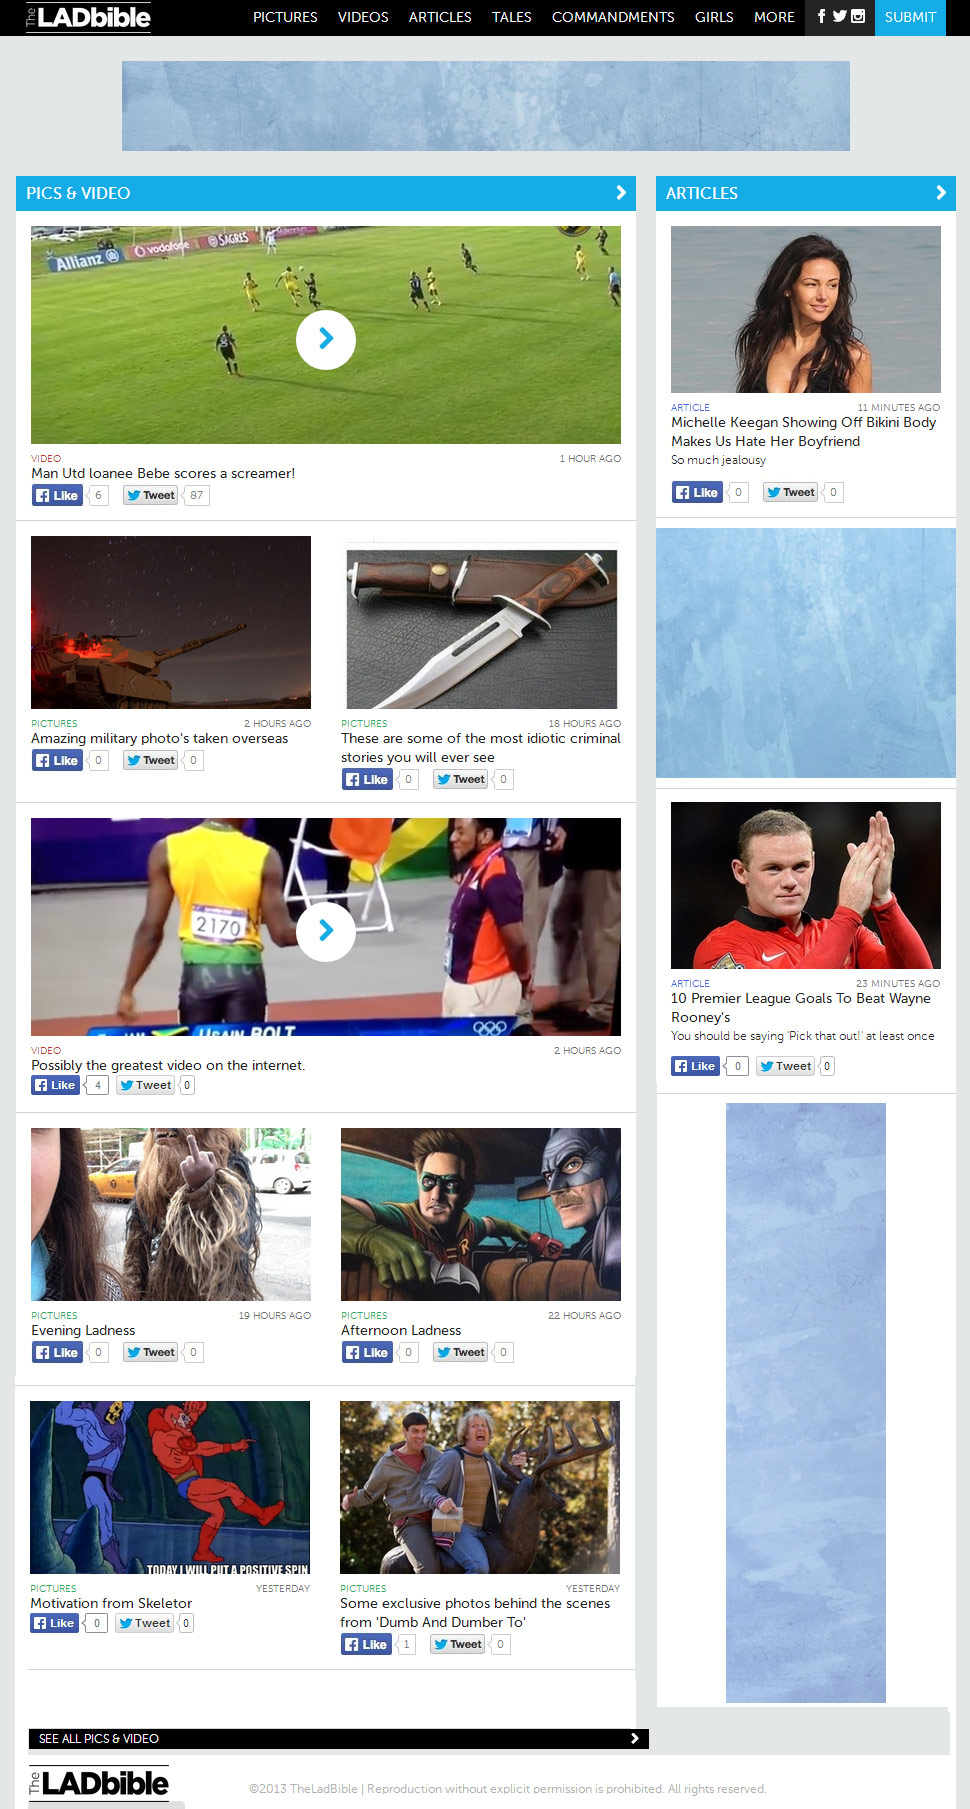 The LADbible
PICTURES VIDEOS ARTICLES TALES COMMANDMENTS GIRLS MORE SUBMIT
PICS & VIDEO
Allianz vodafone SAGRES
VIDEO 1 HOUR AGO
Man Utd loanee Bebe scores a screamer!
Like 6 Tweet 87
PICTURES 2 HOURS AGO
Amazing military photo's taken overseas
Like 0 Tweet 0
PICTURES 18 HOURS AGO
These are some of the most idiotic criminal
stories you will ever see
Like 0 Tweet 0
2170
USAIN BOLT
VIDEO 2 HOURS AGO
Possibly the greatest video on the internet.
Like 4 Tweet 0
PICTURES 19 HOURS AGO
Evening Ladness
Like 0 Tweet 0
PICTURES 22 HOURS AGO
Afternoon Ladness
Like 0 Tweet 0
TODAY I WILL PUT A POSITIVE SPIN
PICTURES YESTERDAY
Motivation from Skeletor
Like 0 Tweet 0
PICTURES YESTERDAY
Some exclusive photos behind the scenes
from 'Dumb And Dumber To'
Like 1 Tweet 0
SEE ALL PICS & VIDEO
ARTICLES
ARTICLE 11 MINUTES AGO
Michelle Keegan Showing Off Bikini Body
Makes Us Hate Her Boyfriend
So much jealousy
Like 0 Tweet 0
ARTICLE 23 MINUTES AGO
10 Premier League Goals To Beat Wayne
Rooney's
You should be saying 'Pick that out!' at least once
Like 0 Tweet 0
The LADbible
©2013 TheLadBible | Reproduction without explicit permission is prohibited. All rights reserved.